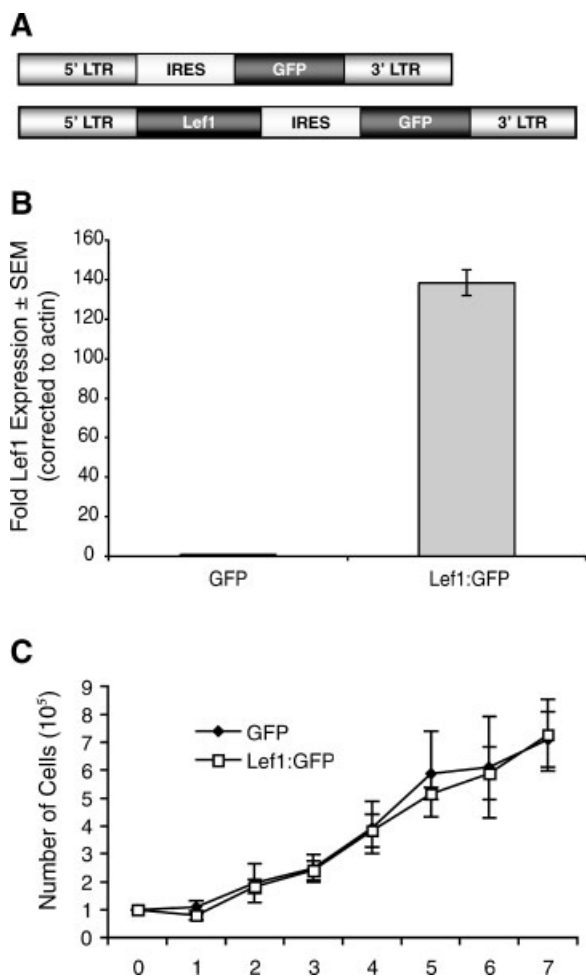 A
5' LTR IRES GFP 3' LTR
5' LTR Lef1 IRES GFP 3' LTR
B
Fold Lef1 Expression ± SEM
(corrected to actin)
160
140
120
100
80
60
40
20
0
GFP Lef1:GFP
C
Number of Cells (10⁵)
9
8
7
6
5
4
3
2
1
0
GFP
Lef1:GFP
0 1 2 3 4 5 6 7